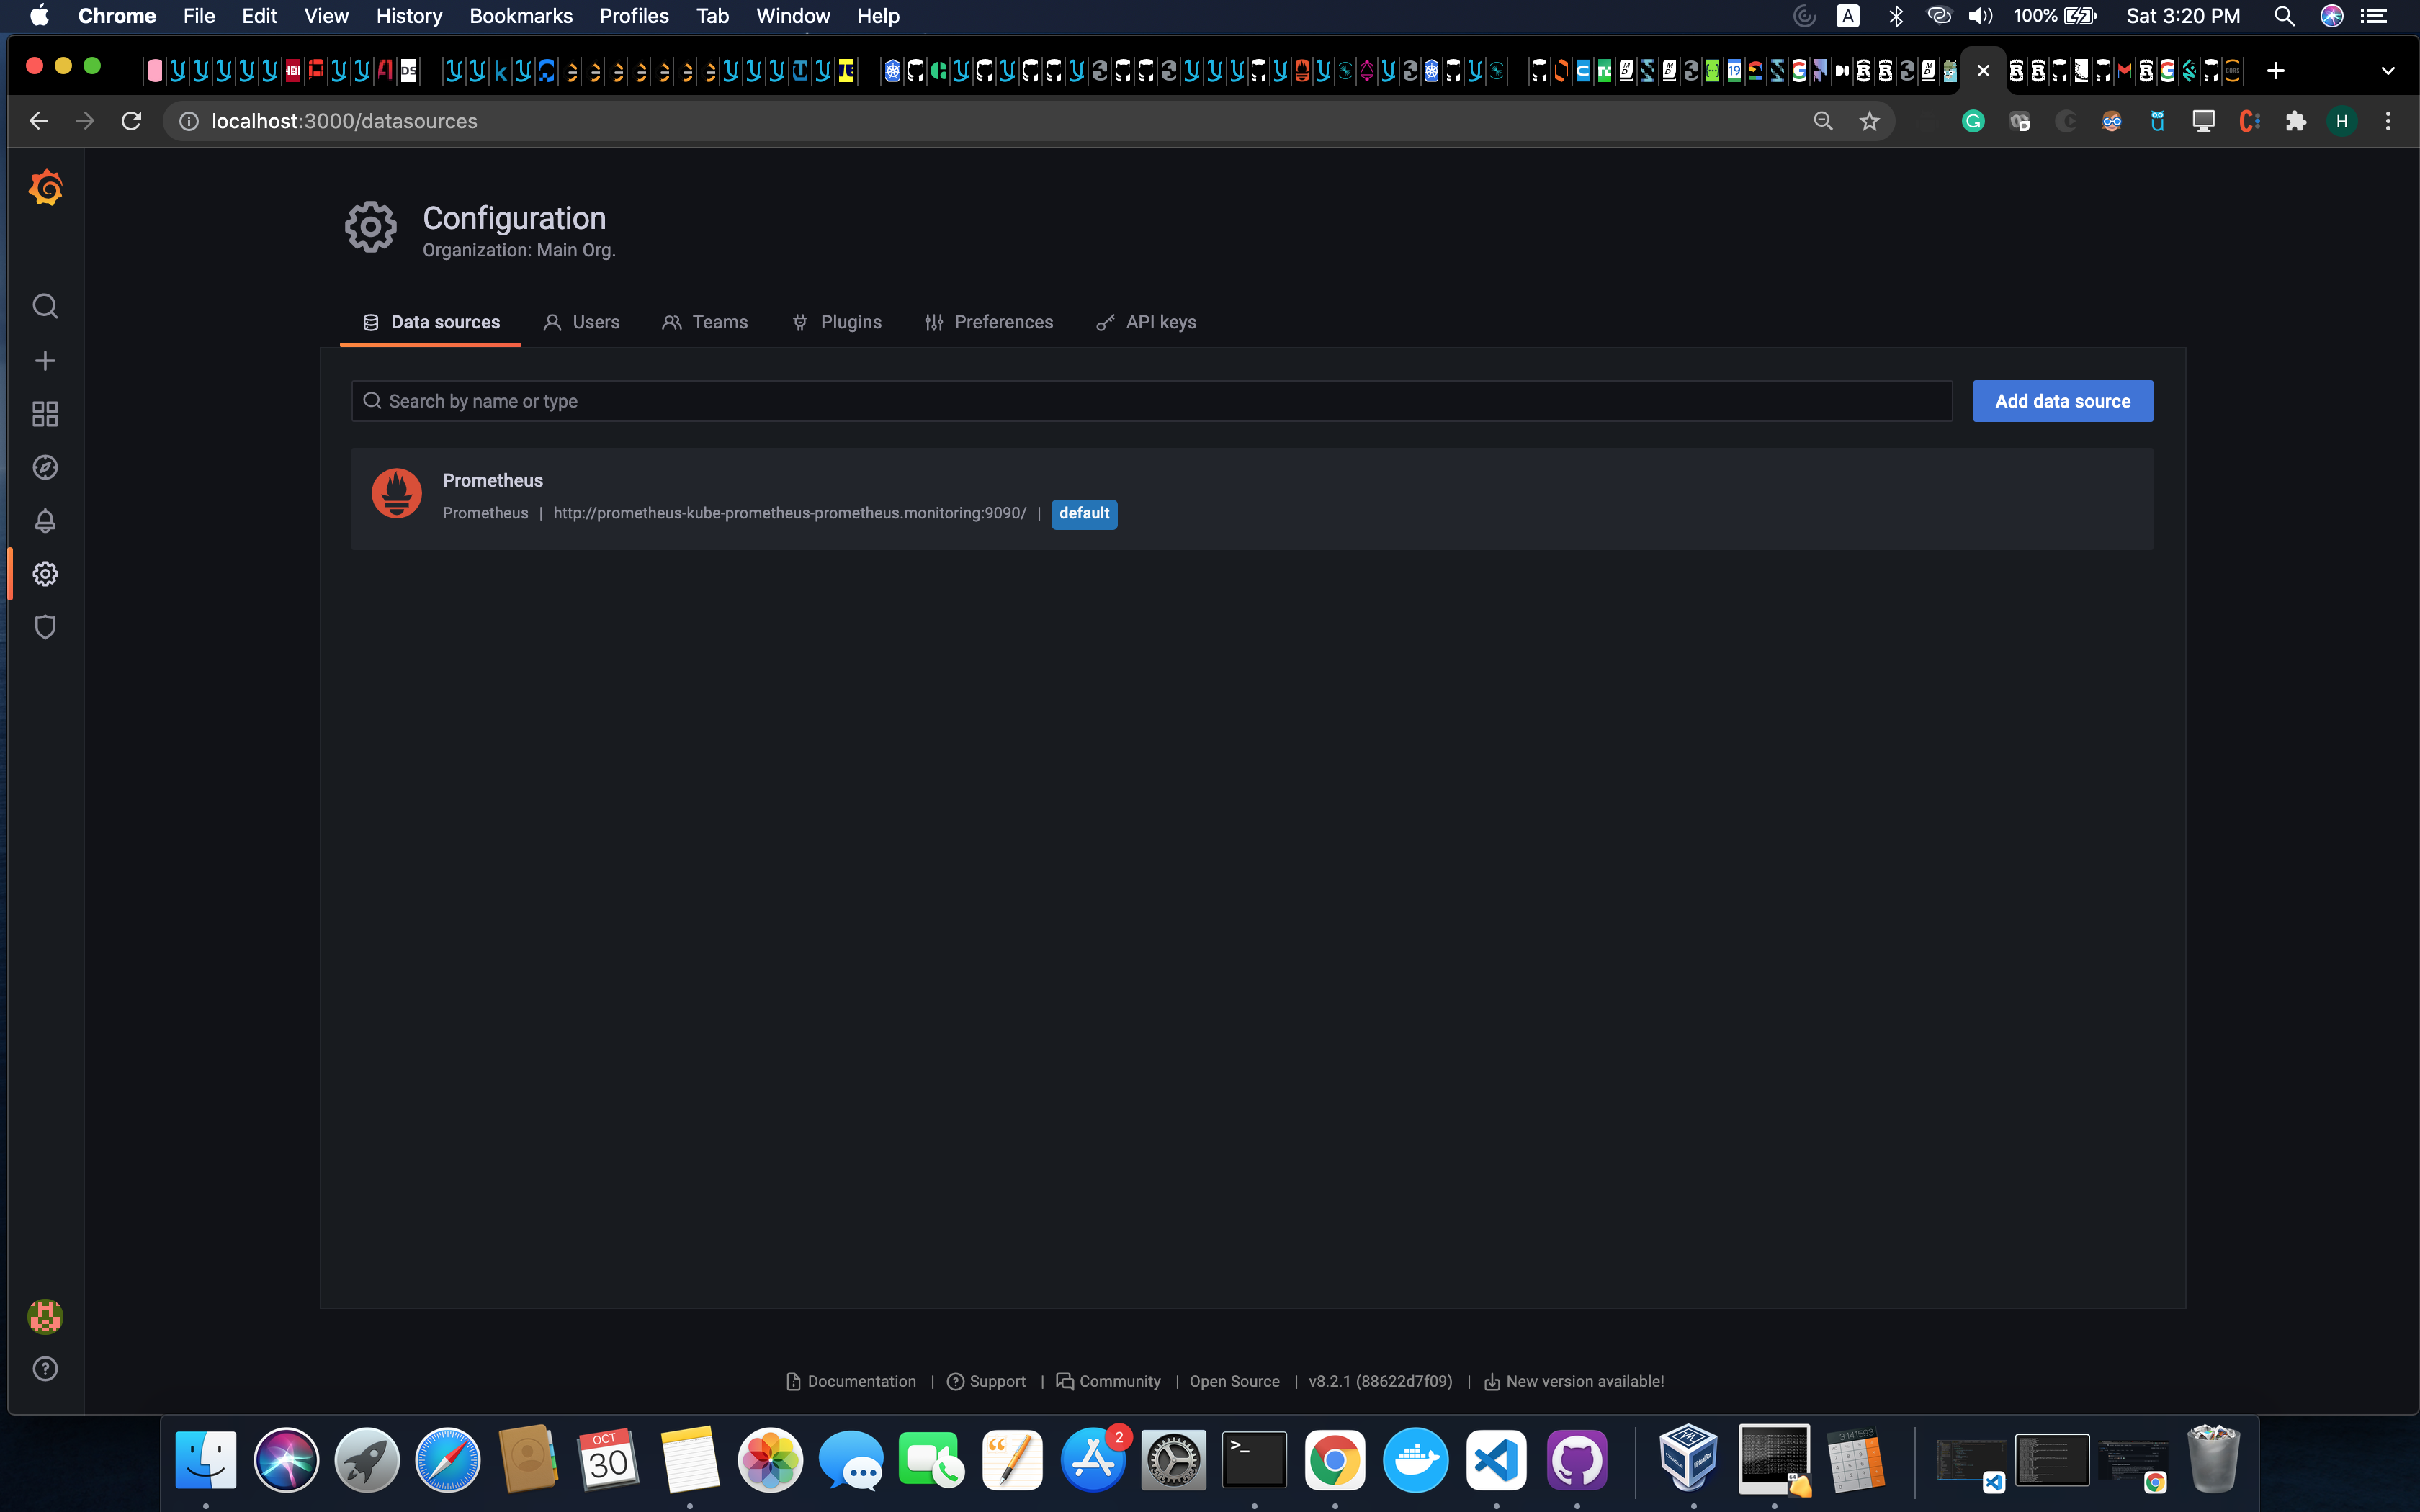 Chrome File Edit View History Bookmarks Profiles Tab Window Help
A 100% Sat 3:20 PM
localhost:3000/datasources
H
Configuration
Organization: Main Org.
Data sources Users Teams Plugins Preferences API keys
Search by name or type
Add data source
Prometheus
Prometheus | http://prometheus-kube-prometheus-prometheus.monitoring:9090/ | default
Documentation | Support | Community | Open Source | v8.2.1 (88622d7f09) | New version available!
OCT
30
2
3.141593